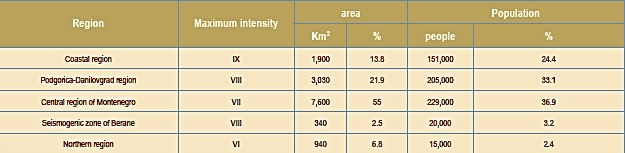 Region Maximum intensity area Population
Km² % people %
Coastal region IX 1,900 13.8 151,000 24.4
Podgorica-Danilovgrad region VIII 3,030 21.9 205,000 33.1
Central region of Montenegro VII 7,600 55 229,000 36.9
Seismogenic zone of Berane VIII 340 2.5 20,000 3.2
Northern region VI 940 6.8 15,000 2.4